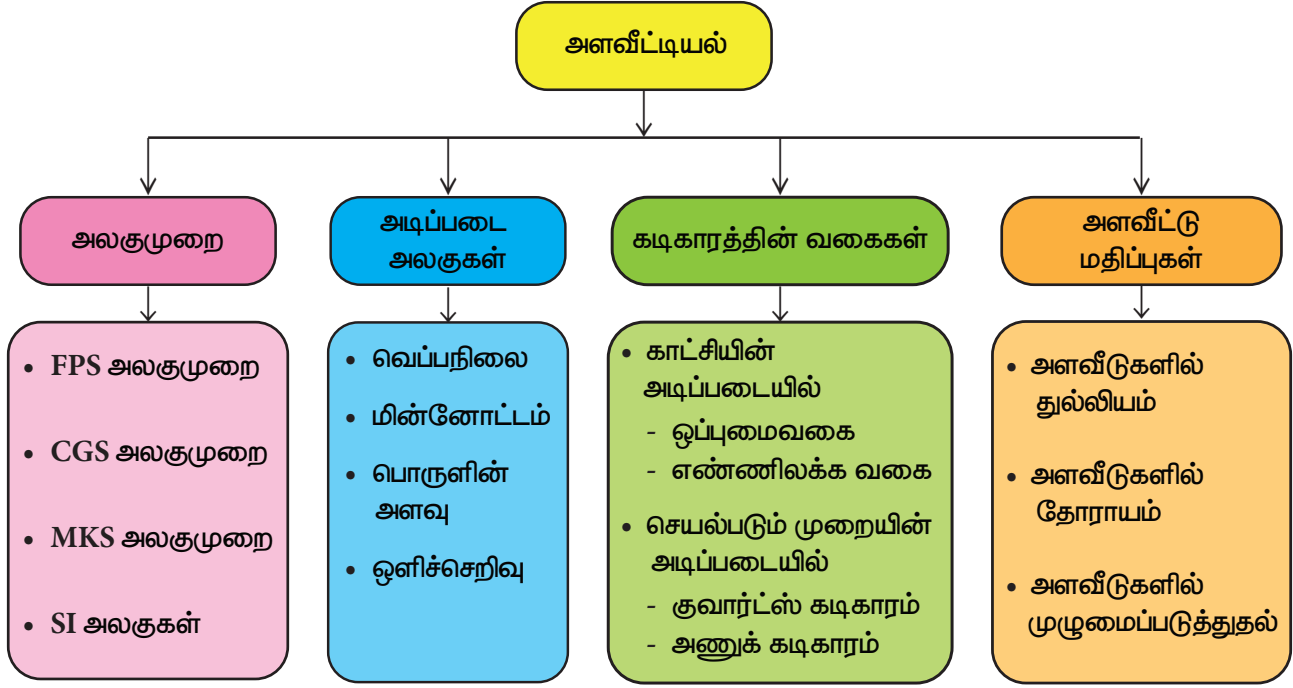 அளவீட்டியல்
அலகுமுறை
• FPS அலகுமுறை
• CGS அலகுமுறை
• MKS அலகுமுறை
• SI அலகுகள்
அடிப்படை
அலகுகள்
• வெப்பநிலை
• மின்னோட்டம்
• பொருளின்
அளவு
• ஒளிச்செறிவு
கடிகாரத்தின் வகைகள்
• காட்சியின்
அடிப்படையில்
- ஒப்புமைவகை
- எண்ணிலக்க வகை
• செயல்படும் முறையின்
அடிப்படையில்
- குவார்ட்ஸ் கடிகாரம்
- அணுக் கடிகாரம்
அளவீட்டு
மதிப்புகள்
• அளவீடுகளில்
துல்லியம்
• அளவீடுகளில்
தோராயம்
• அளவீடுகளில்
முழுமைப்படுத்துதல்